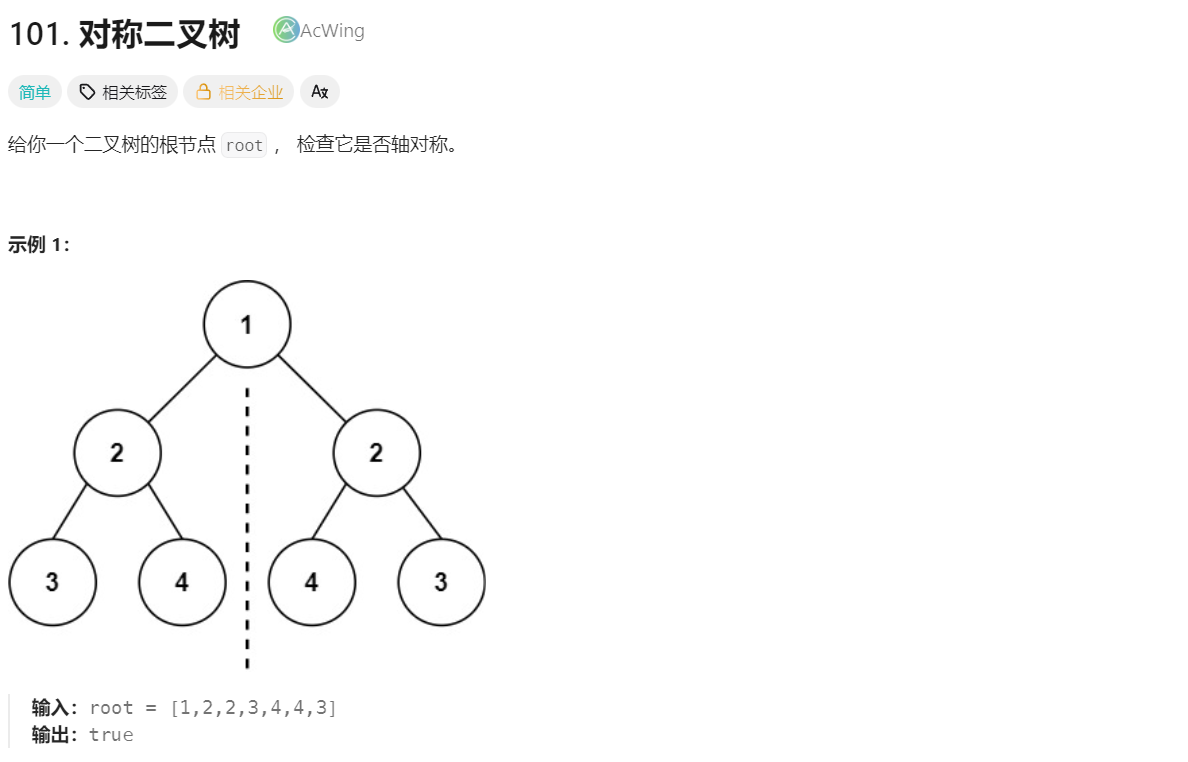 101. 对称二叉树 AcWing
简单 相关标签 相关企业 A文
给你一个二叉树的根节点 root ， 检查它是否轴对称。
示例 1：
1
2 2
3 4 4 3
输入：root = [1,2,2,3,4,4,3]
输出：true